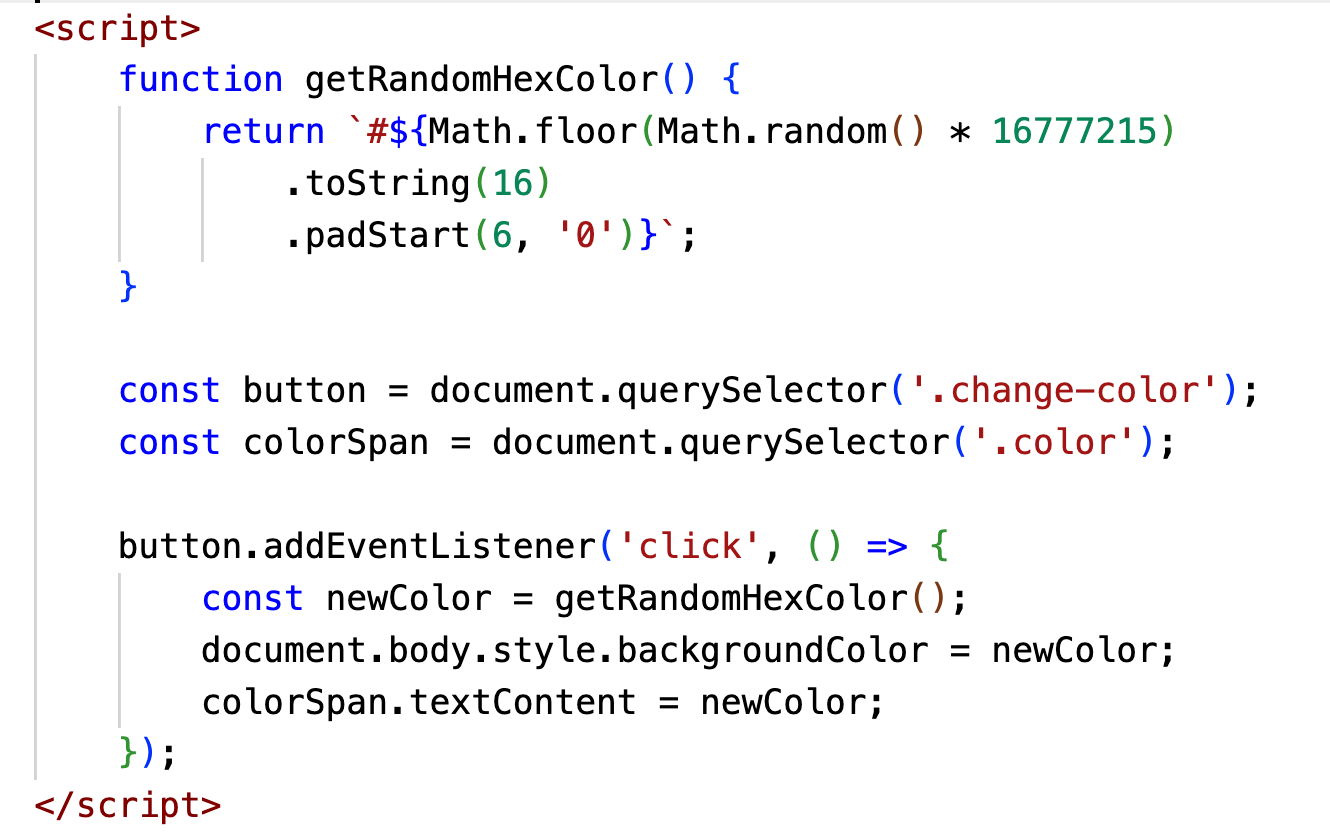 <script>
    function getRandomHexColor() {
        return `#${Math.floor(Math.random() * 16777215)
            .toString(16)
            .padStart(6, '0')}`;
    }

    const button = document.querySelector('.change-color');
    const colorSpan = document.querySelector('.color');

    button.addEventListener('click', () => {
        const newColor = getRandomHexColor();
        document.body.style.backgroundColor = newColor;
        colorSpan.textContent = newColor;
    });
</script>